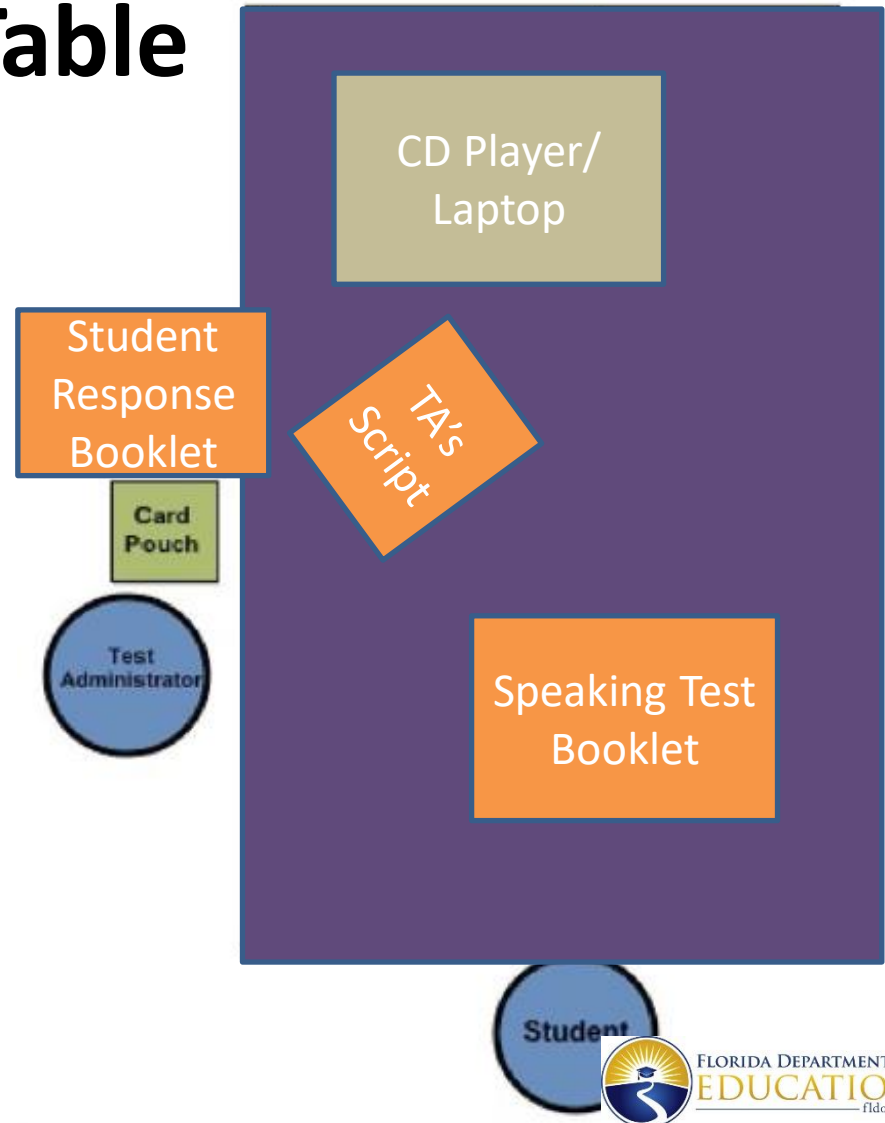 Table
CD Player/
Laptop
Student
Response
Booklet
TA's
Script
Card
Pouch
Test
Administrator
Speaking Test
Booklet
Student
FLORIDA DEPARTMENT
EDUCATIO
fldo